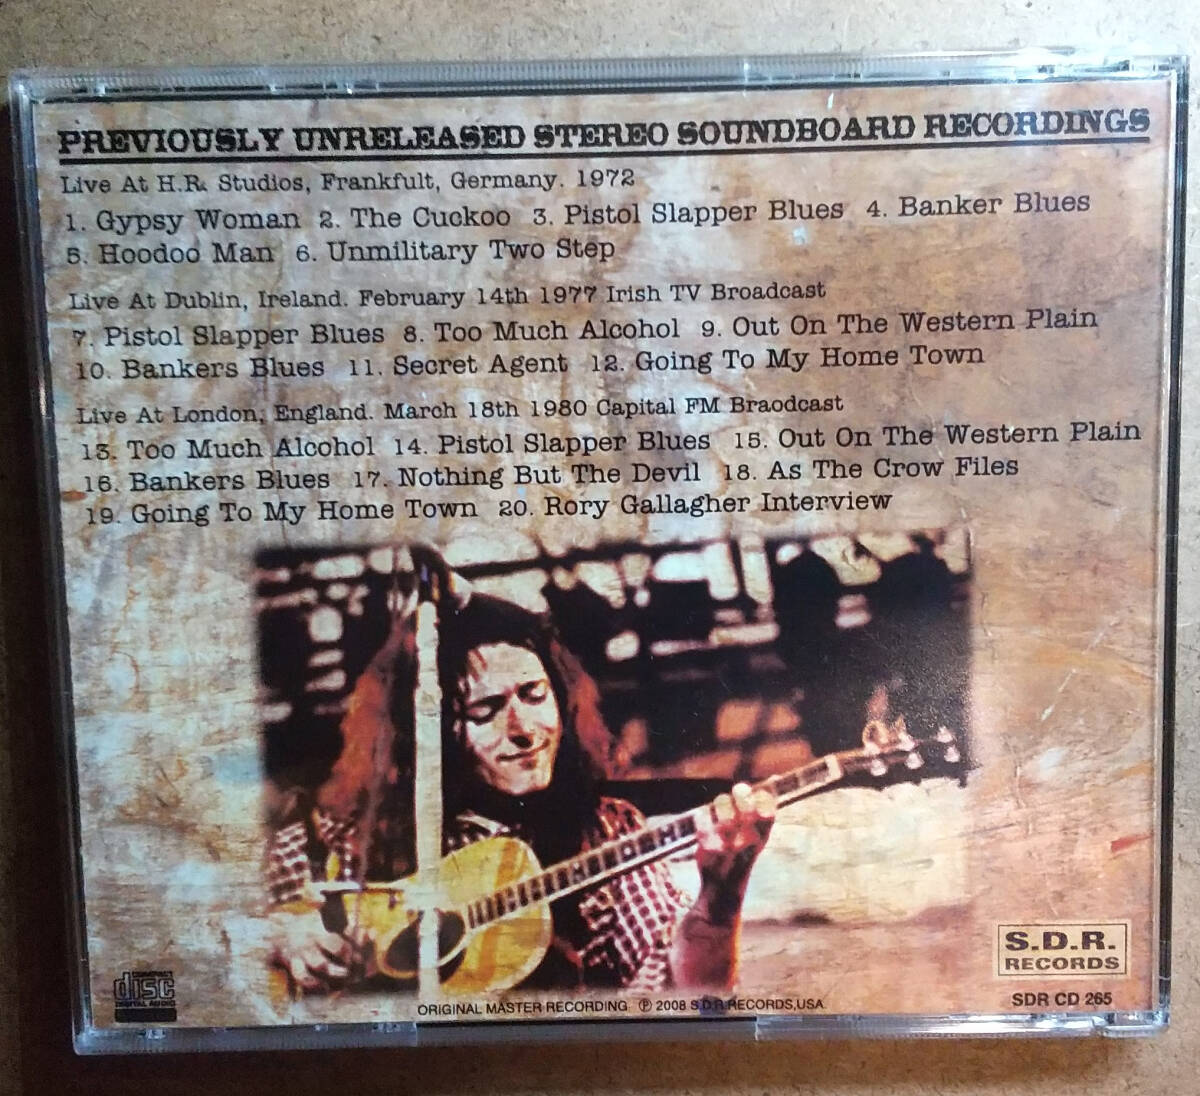 PREVIOUSLY UNRELEASED STEREO SOUNDBOARD RECORDINGS
Live At H.R. Studios, Frankfult, Germany. 1972
1. Gypsy Woman 2. The Cuckoo 3. Pistol Slapper Blues 4. Banker Blues
5. Hoodoo Man 6. Unmilitary Two Step
Live At Dublin, Ireland. February 14th 1977 Irish TV Broadcast
7. Pistol Slapper Blues 8. Too Much Alcohol 9. Out On The Western Plain
10. Bankers Blues 11. Secret Agent 12. Going To My Home Town
Live At London, England. March 18th 1980 Capital FM Braodcast
13. Too Much Alcohol 14. Pistol Slapper Blues 15. Out On The Western Plain
16. Bankers Blues 17. Nothing But The Devil 18. As The Crow Files
19. Going To My Home Town 20. Rory Gallagher Interview
S.D.R.
RECORDS
SDR CD 265
COMPACT
disc
DIGITAL AUDIO
ORIGINAL MASTER RECORDING ℗ 2008 S.D.R.RECORDS,USA